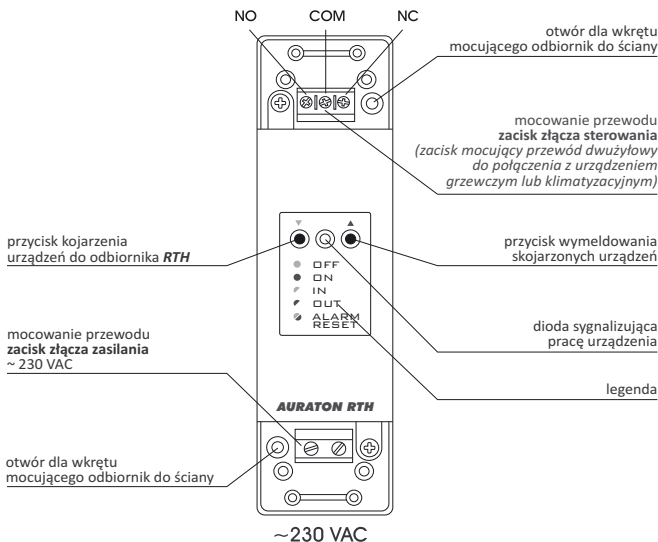 NO COM NC
otwór dla wkrętu
mocującego odbiornik do ściany
mocowanie przewodu
zacisk złącza sterowania
(zacisk mocujący przewód dwużyłowy
do połączenia z urządzeniem
grzewczym lub klimatyzacyjnym)
przycisk kojarzenia
urządzeń do odbiornika RTH
przycisk wymeldowania
skojarzonych urządzeń
OFF
ON
IN
OUT
ALARM
RESET
mocowanie przewodu
zacisk złącza zasilania
~ 230 VAC
dioda sygnalizująca
pracę urządzenia
legenda
AURATON RTH
otwór dla wkrętu
mocującego odbiornik do ściany
~230 VAC